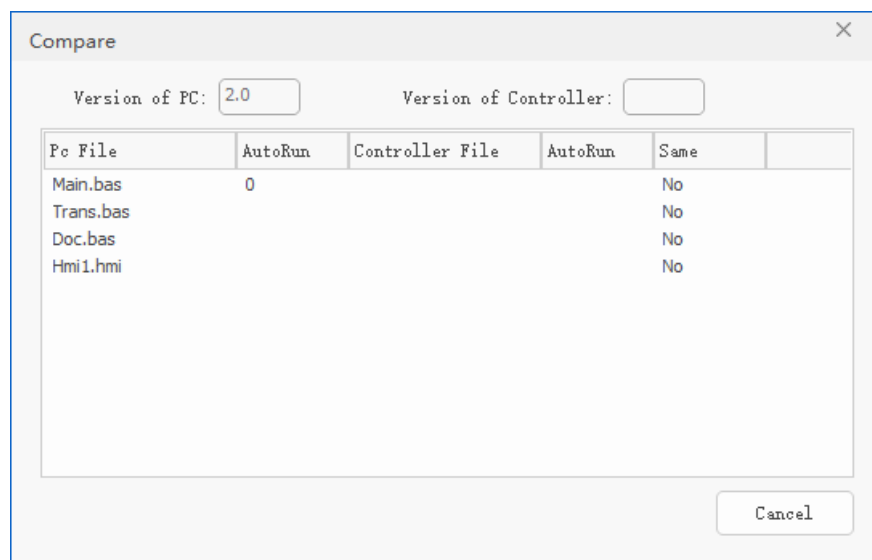 Compare
Version of PC: 2.0 Version of Controller:
Pc File AutoRun Controller File AutoRun Same
Main.bas 0 No
Trans.bas No
Doc.bas No
Hmi1.hmi No
Cancel